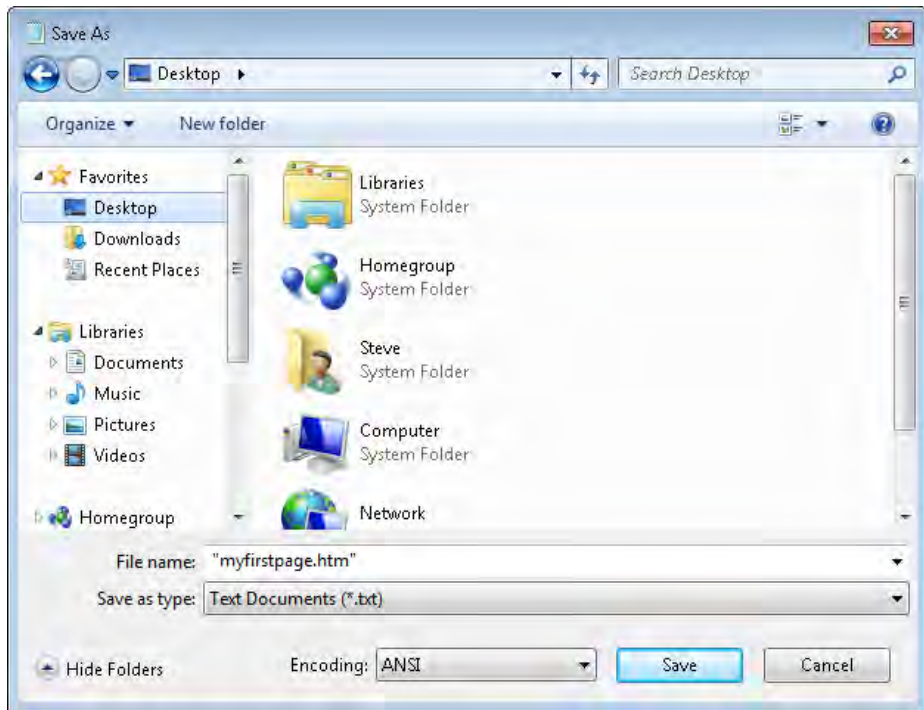 Save As
Desktop
Search Desktop
Organize
New folder
Favorites
Desktop
Downloads
Recent Places
Libraries
Documents
Music
Pictures
Videos
Homegroup
Libraries
System Folder
Homegroup
System Folder
Steve
System Folder
Computer
System Folder
Network
File name: "myfirstpage.htm"
Save as type: Text Documents (*.txt)
Hide Folders
Encoding: ANSI
Save
Cancel